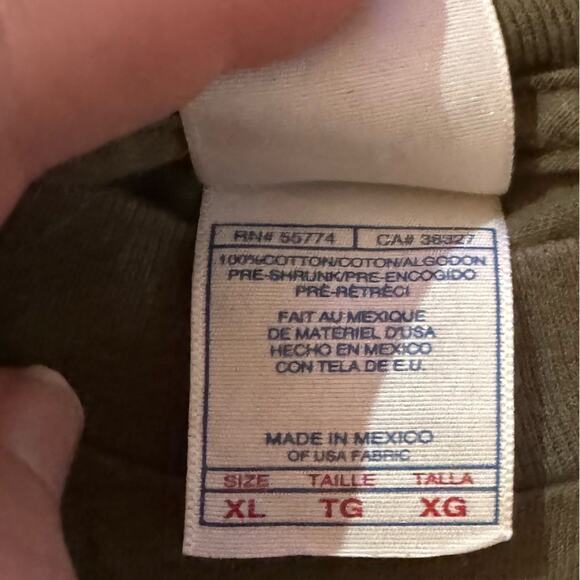 RN# 55774 CA# 38327
100%COTTON/COTON/ALGODON
PRE-SHRUNK/PRE-ENCOGIDO
PRÉ-RÉTRÉCI
FAIT AU MEXIQUE
DE MATERIEL D'USA
HECHO EN MEXICO
CON TELA DE E.U.
MADE IN MEXICO
OF USA FABRIC
SIZE TAILLE TALLA
XL TG XG